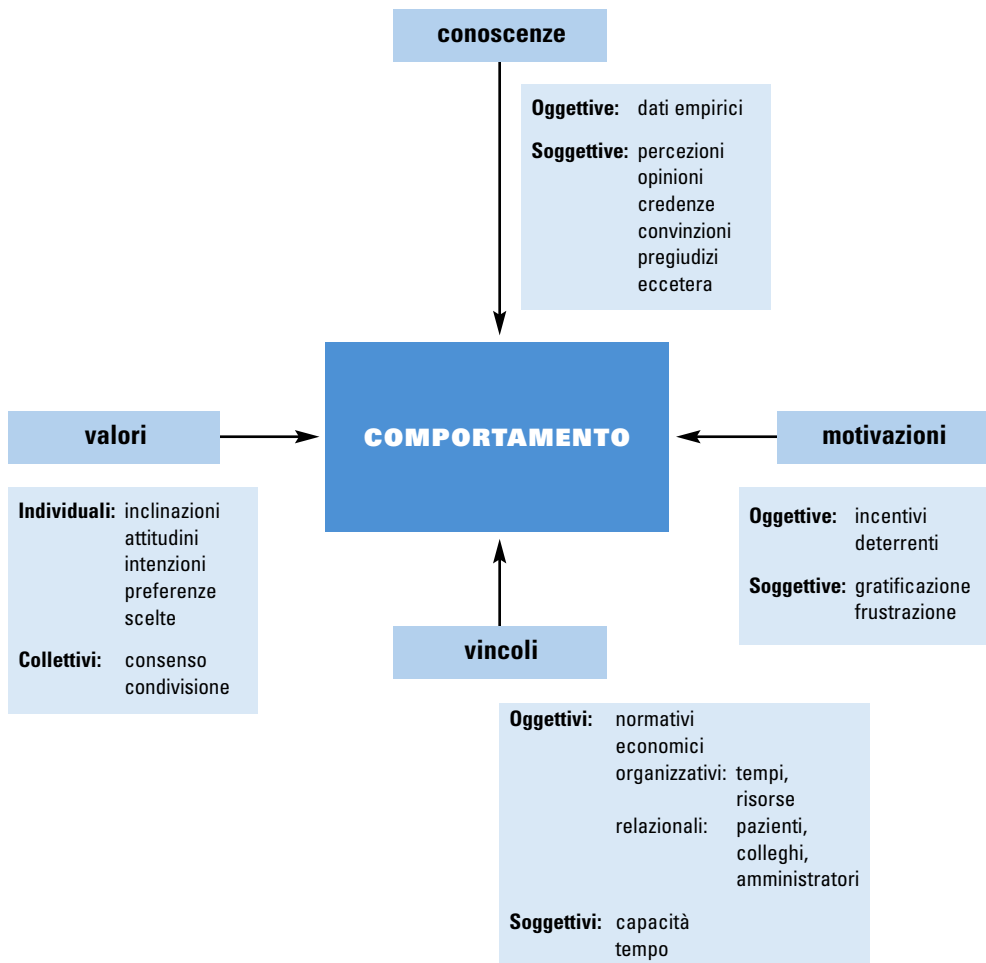 conoscenze
Oggettive: dati empirici
Soggettive: percezioni
opinioni
credenze
convinzioni
pregiudizi
eccetera
valori
COMPORTAMENTO
motivazioni
Individuali: inclinazioni
attitudini
intenzioni
preferenze
scelte
Collettivi: consenso
condivisione
Oggettive: incentivi
deterrenti
Soggettive: gratificazione
frustrazione
vincoli
Oggettivi: normativi
economici
organizzativi: tempi,
risorse
relazionali: pazienti,
colleghi,
amministratori
Soggettivi: capacità
tempo